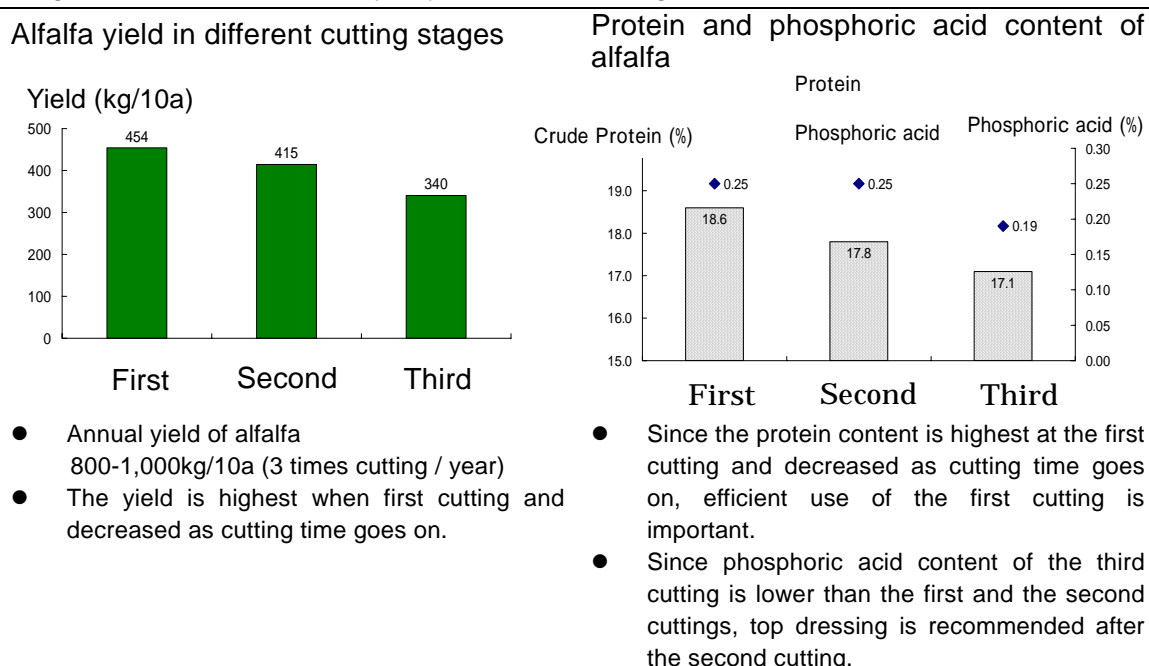 Alfalfa yield in different cutting stages
Yield (kg/10a)
500
400
300
200
100
0
454
415
340
First Second Third
● Annual yield of alfalfa
800-1,000kg/10a (3 times cutting / year)
● The yield is highest when first cutting and
decreased as cutting time goes on.
Protein and phosphoric acid content of
alfalfa
Protein
Crude Protein (%) Phosphoric acid Phosphoric acid (%)
19.0
18.0
17.0
16.0
15.0
0.25
0.25
0.19
18.6
17.8
17.1
0.30
0.25
0.20
0.15
0.10
0.05
0.00
First Second Third
● Since the protein content is highest at the first
cutting and decreased as cutting time goes
on, efficient use of the first cutting is
important.
● Since phosphoric acid content of the third
cutting is lower than the first and the second
cuttings, top dressing is recommended after
the second cutting.